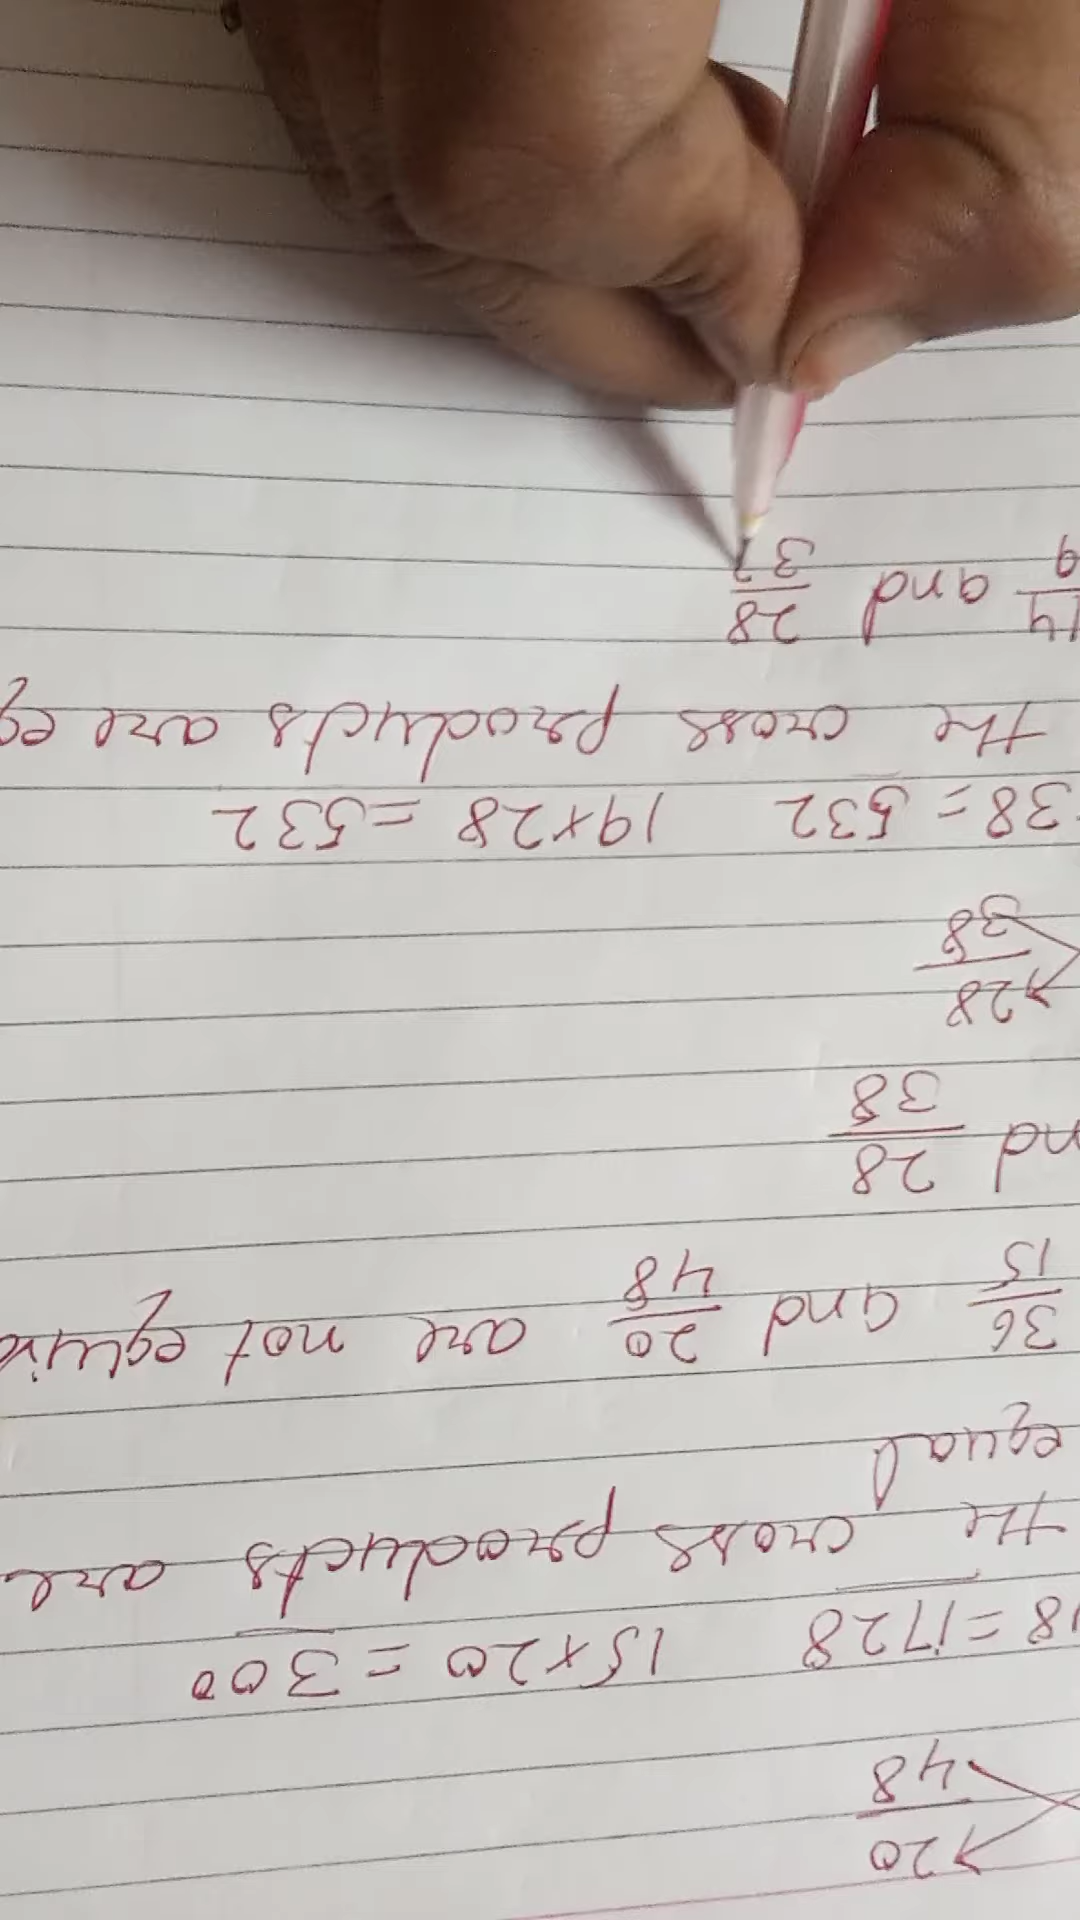 20
48
18 = 1728 15 × 20 = 300
the cross products are
equal
36/15 and 20/48 are not equiv
nd 28/38
28
38
38 = 532 19 × 28 = 532
the cross products are eq
14/9 and 28/3